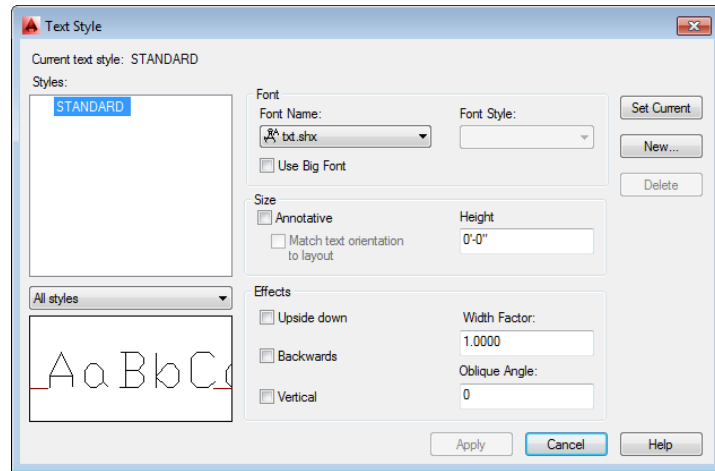 Text Style
Current text style: STANDARD
Styles:
STANDARD
All styles
AaBbC
Font
Font Name:
txt.shx
Use Big Font
Font Style:
Size
Annotative
Match text orientation
to layout
Height
0'-0"
Effects
Upside down
Backwards
Vertical
Width Factor:
1.0000
Oblique Angle:
0
Set Current
New...
Delete
Apply
Cancel
Help